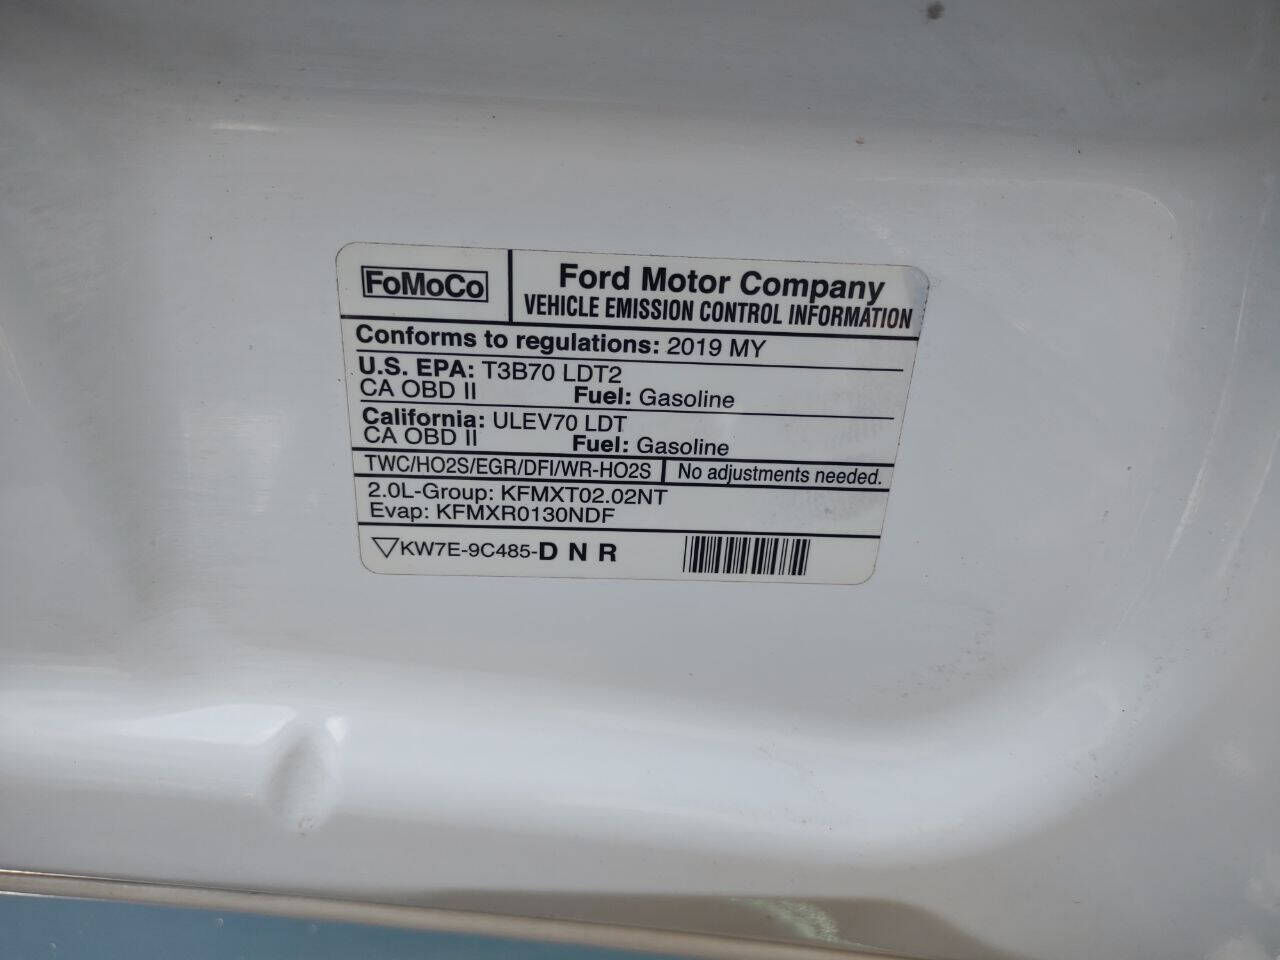 FoMoCo
Ford Motor Company
VEHICLE EMISSION CONTROL INFORMATION
Conforms to regulations: 2019 MY
U.S. EPA: T3B70 LDT2
CA OBD II Fuel: Gasoline
California: ULEV70 LDT
CA OBD II Fuel: Gasoline
TWC/HO2S/EGR/DFI/WR-HO2S No adjustments needed.
2.0L-Group: KFMXT02.02NT
Evap: KFMXR0130NDF
KW7E-9C485-D N R